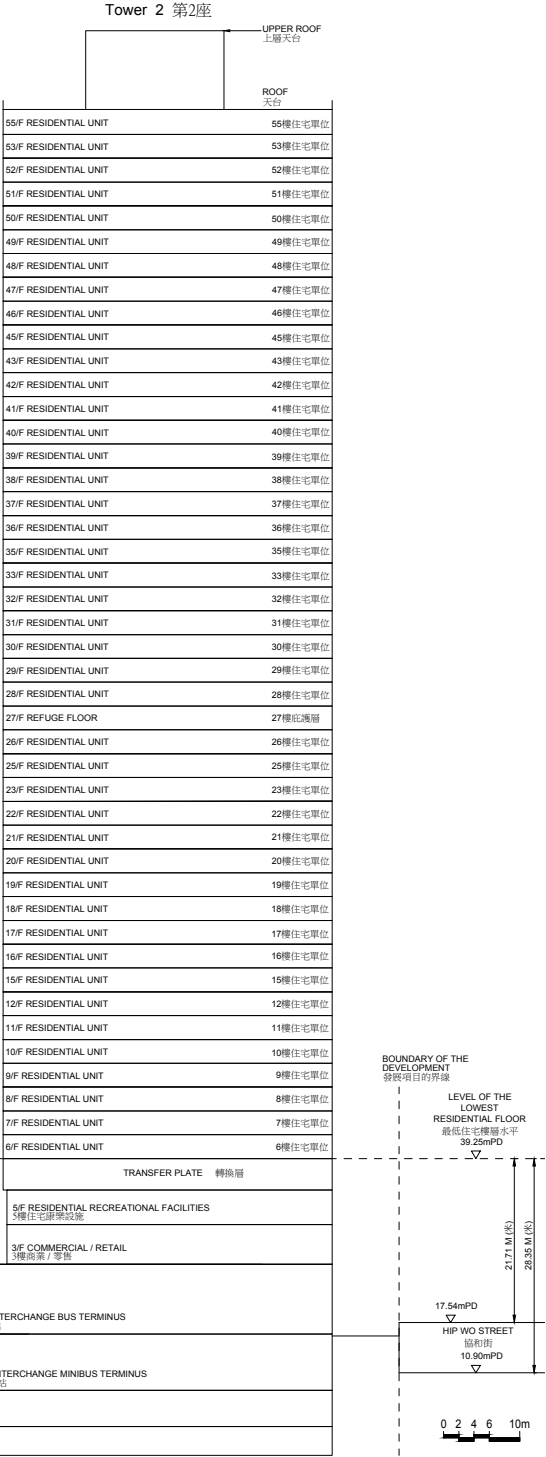 Tower 2 第2座
UPPER ROOF
上層天台
ROOF
天台
55/F RESIDENTIAL UNIT 55樓住宅單位
53/F RESIDENTIAL UNIT 53樓住宅單位
52/F RESIDENTIAL UNIT 52樓住宅單位
51/F RESIDENTIAL UNIT 51樓住宅單位
50/F RESIDENTIAL UNIT 50樓住宅單位
49/F RESIDENTIAL UNIT 49樓住宅單位
48/F RESIDENTIAL UNIT 48樓住宅單位
47/F RESIDENTIAL UNIT 47樓住宅單位
46/F RESIDENTIAL UNIT 46樓住宅單位
45/F RESIDENTIAL UNIT 45樓住宅單位
43/F RESIDENTIAL UNIT 43樓住宅單位
42/F RESIDENTIAL UNIT 42樓住宅單位
41/F RESIDENTIAL UNIT 41樓住宅單位
40/F RESIDENTIAL UNIT 40樓住宅單位
39/F RESIDENTIAL UNIT 39樓住宅單位
38/F RESIDENTIAL UNIT 38樓住宅單位
37/F RESIDENTIAL UNIT 37樓住宅單位
36/F RESIDENTIAL UNIT 36樓住宅單位
35/F RESIDENTIAL UNIT 35樓住宅單位
33/F RESIDENTIAL UNIT 33樓住宅單位
32/F RESIDENTIAL UNIT 32樓住宅單位
31/F RESIDENTIAL UNIT 31樓住宅單位
30/F RESIDENTIAL UNIT 30樓住宅單位
29/F RESIDENTIAL UNIT 29樓住宅單位
28/F RESIDENTIAL UNIT 28樓住宅單位
27/F REFUGE FLOOR 27樓庇護層
26/F RESIDENTIAL UNIT 26樓住宅單位
25/F RESIDENTIAL UNIT 25樓住宅單位
23/F RESIDENTIAL UNIT 23樓住宅單位
22/F RESIDENTIAL UNIT 22樓住宅單位
21/F RESIDENTIAL UNIT 21樓住宅單位
20/F RESIDENTIAL UNIT 20樓住宅單位
19/F RESIDENTIAL UNIT 19樓住宅單位
18/F RESIDENTIAL UNIT 18樓住宅單位
17/F RESIDENTIAL UNIT 17樓住宅單位
16/F RESIDENTIAL UNIT 16樓住宅單位
15/F RESIDENTIAL UNIT 15樓住宅單位
12/F RESIDENTIAL UNIT 12樓住宅單位
11/F RESIDENTIAL UNIT 11樓住宅單位
10/F RESIDENTIAL UNIT 10樓住宅單位
9/F RESIDENTIAL UNIT 9樓住宅單位
8/F RESIDENTIAL UNIT 8樓住宅單位
7/F RESIDENTIAL UNIT 7樓住宅單位
6/F RESIDENTIAL UNIT 6樓住宅單位
TRANSFER PLATE 轉換層
5/F RESIDENTIAL RECREATIONAL FACILITIES
5樓住宅康樂設施
3/F COMMERCIAL / RETAIL
3樓商業 / 零售
TERCHANGE BUS TERMINUS
TERCHANGE MINIBUS TERMINUS
站
BOUNDARY OF THE
DEVELOPMENT
發展項目的界線
LEVEL OF THE
LOWEST
RESIDENTIAL FLOOR
最低住宅樓層水平
39.25mPD
21.71 M (米)
28.35 M (米)
17.54mPD
HIP WO STREET
協和街
10.90mPD
0 2 4 6 10m